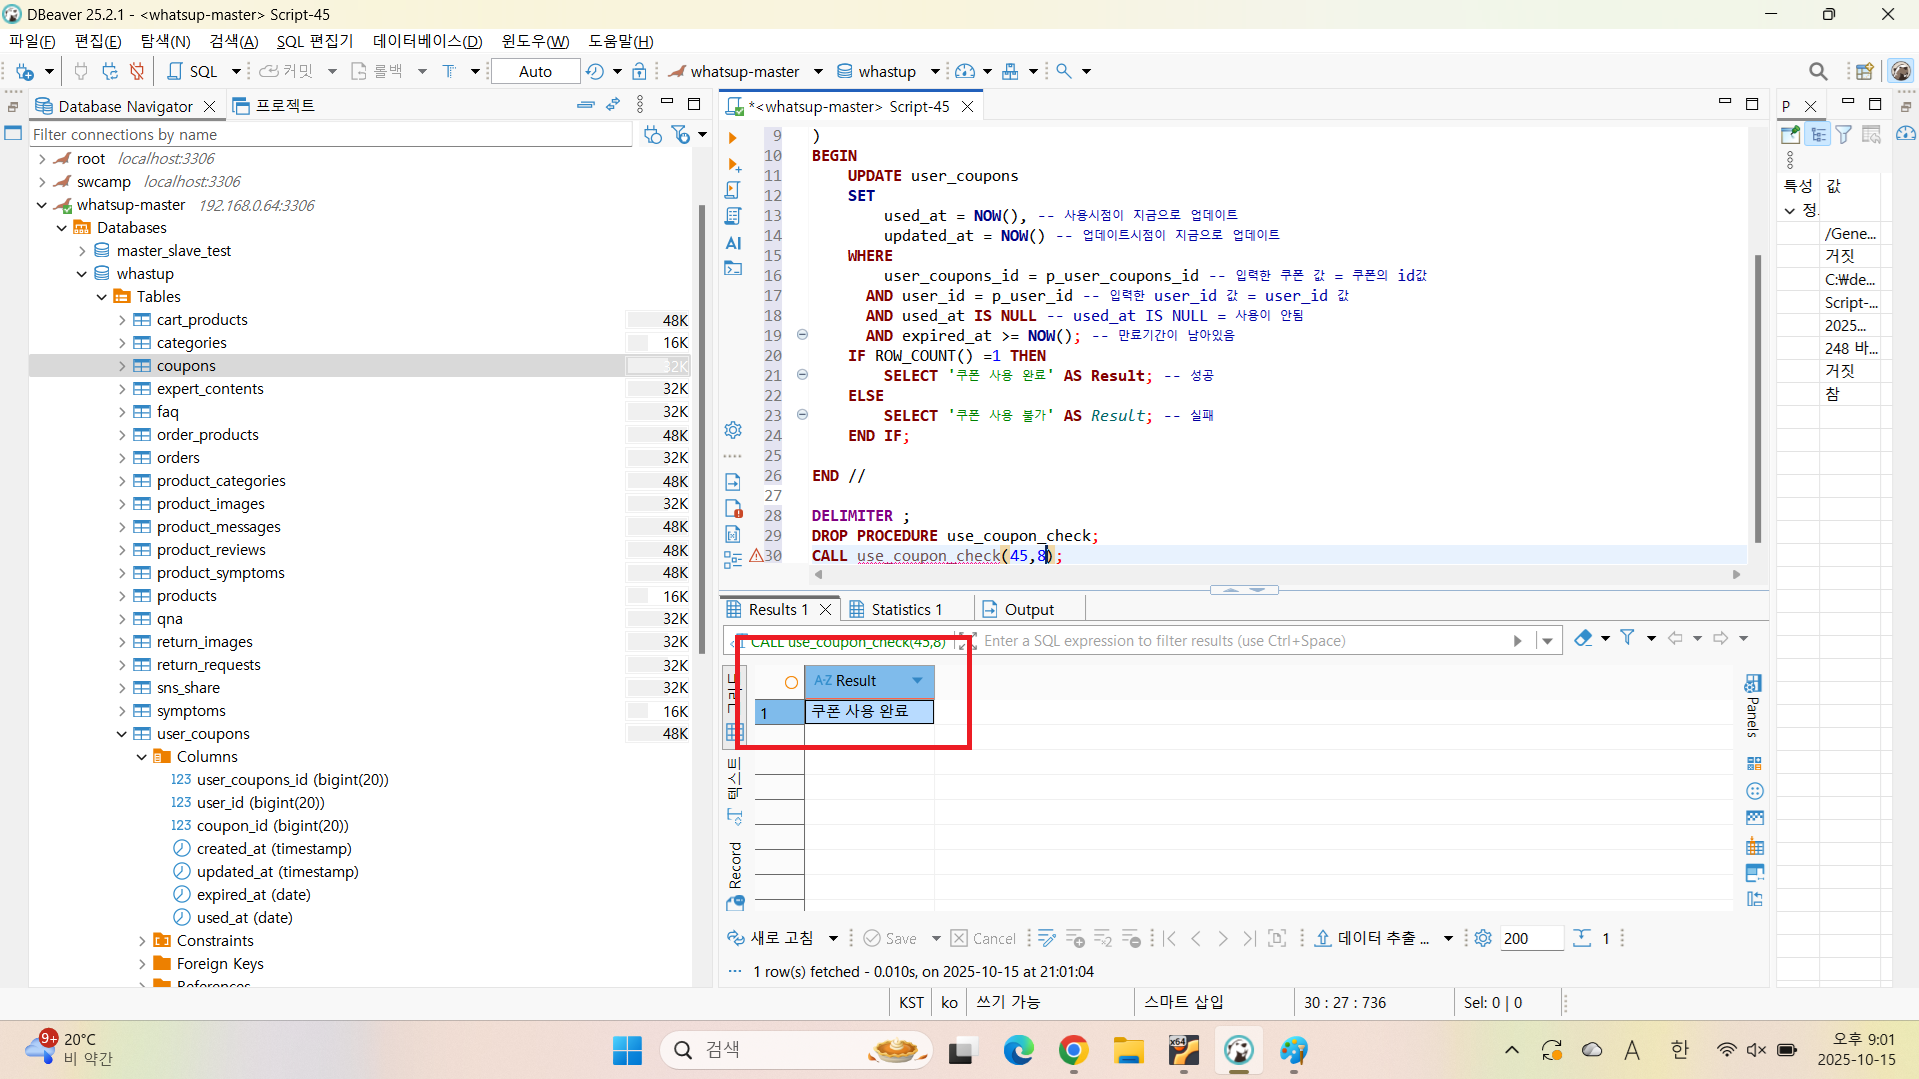 DBeaver 25.2.1 - <whatsup-master> Script-45
파일(F) 편집(E) 탐색(N) 검색(A) SQL 편집기 데이터베이스(D) 윈도우(W) 도움말(H)
SQL 커밋 롤백 T Auto whatsup-master whastup
Database Navigator 프로젝트
Filter connections by name
root localhost:3306
swcamp localhost:3306
whatsup-master 192.168.0.64:3306
Databases
master_slave_test
whastup
Tables
cart_products 48K
categories 16K
coupons 32K
expert_contents 32K
faq 32K
order_products 48K
orders 32K
product_categories 48K
product_images 32K
product_messages 48K
product_reviews 48K
product_symptoms 48K
products 16K
qna 32K
return_images 32K
return_requests 32K
sns_share 32K
symptoms 16K
user_coupons 48K
Columns
123 user_coupons_id (bigint(20))
123 user_id (bigint(20))
123 coupon_id (bigint(20))
created_at (timestamp)
updated_at (timestamp)
expired_at (date)
used_at (date)
Constraints
Foreign Keys
References
*<whatsup-master> Script-45
AI
9 )
10 BEGIN
11 UPDATE user_coupons
12 SET
13 used_at = NOW(), -- 사용시점이 지금으로 업데이트
14 updated_at = NOW() -- 업데이트시점이 지금으로 업데이트
15 WHERE
16 user_coupons_id = p_user_coupons_id -- 입력한 쿠폰 값 = 쿠폰의 id값
17 AND user_id = p_user_id -- 입력한 user_id 값 = user_id 값
18 AND used_at IS NULL -- used_at IS NULL = 사용이 안됨
19 AND expired_at >= NOW(); -- 만료기간이 남아있음
20 IF ROW_COUNT() =1 THEN
21 SELECT '쿠폰 사용 완료' AS Result; -- 성공
22 ELSE
23 SELECT '쿠폰 사용 불가' AS Result; -- 실패
24 END IF;
25
26 END //
27
28 DELIMITER ;
29 DROP PROCEDURE use_coupon_check;
30 CALL use_coupon_check(45,8);
Results 1 Statistics 1 Output
CALL use_coupon_check(45,8) Enter a SQL expression to filter results (use Ctrl+Space)
A-Z Result
1 쿠폰 사용 완료
텍스트
Record
Panels
새로 고침 Save Cancel 데이터 추출 ... 200 1
1 row(s) fetched - 0.010s, on 2025-10-15 at 21:01:04
P
특성 값
정.
/Gene...
거짓
C:₩de...
Script-...
2025...
248 바...
거짓
참
KST ko 쓰기 가능 스마트 삽입 30 : 27 : 736 Sel: 0 | 0
9+ 20°C
비 약간
검색
x64
A 한
오후 9:01
2025-10-15